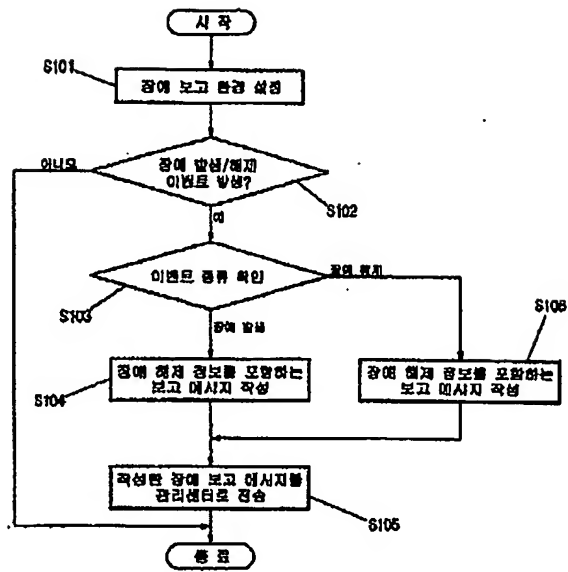 시 작
S101
장애 보고 환경 설정
아니오
장애 발생/해제
이벤트 발생?
S102
예
이벤트 종류 확인
장애 해제
S103
장애 발생
S106
장애 해제 정보를 포함하는
보고 메시지 작성
S104
장애 해제 정보를 포함하는
보고 메시지 작성
작성한 장애 보고 메시지를
관리센터로 전송
S105
종 료